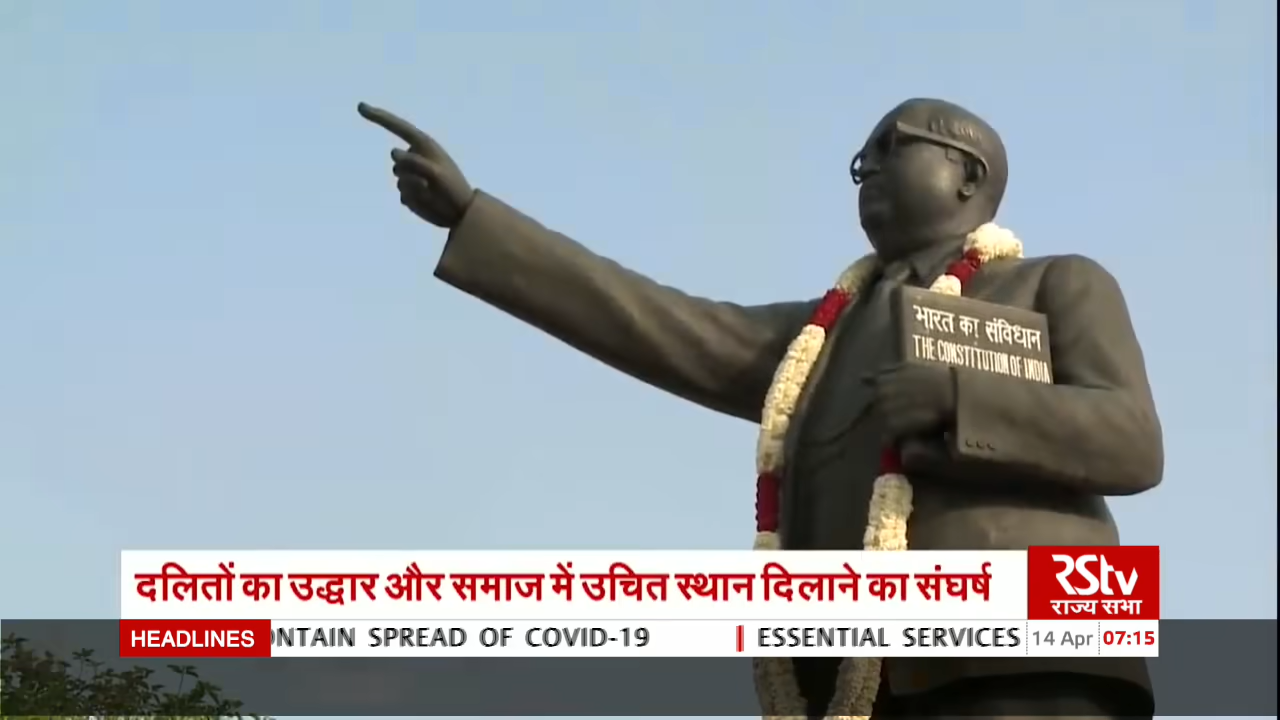 भारत का संविधान
THE CONSTITUTION OF INDIA
दलितों का उद्धार और समाज में उचित स्थान दिलाने का संघर्ष
RStv
राज्य सभा
HEADLINES
ONTAIN SPREAD OF COVID-19 | ESSENTIAL SERVICES
14 Apr 07:15